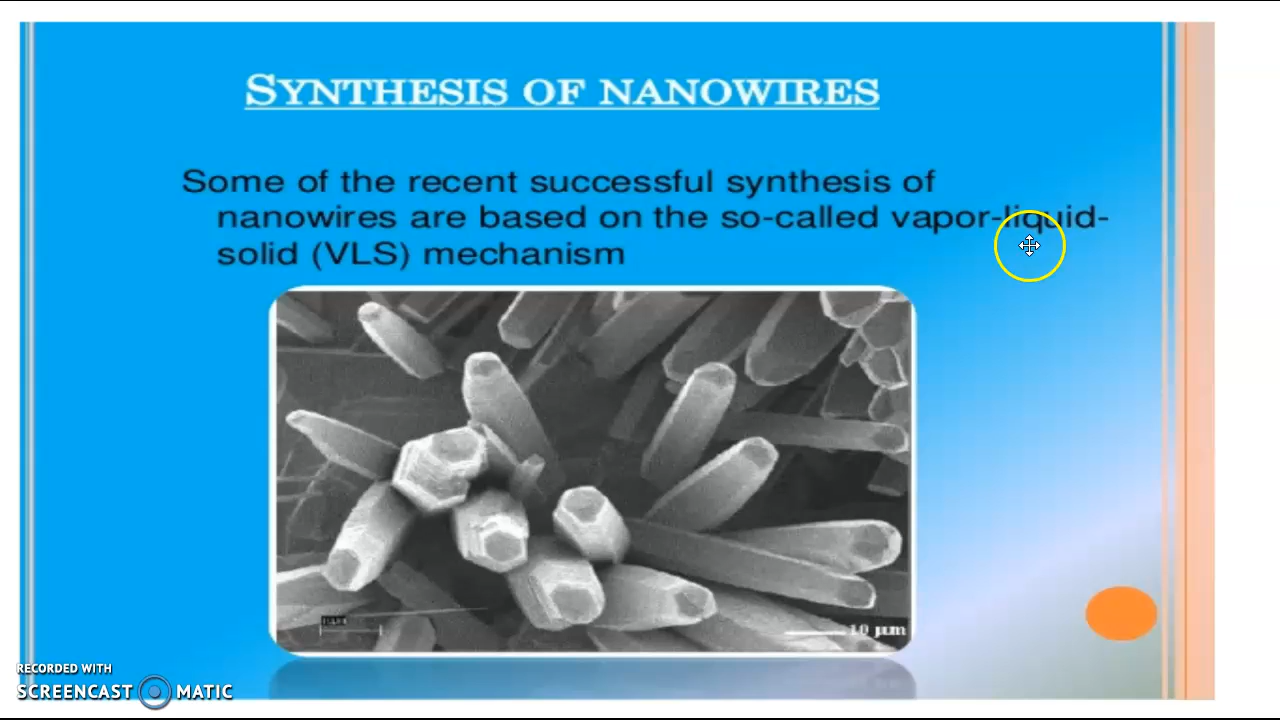 SYNTHESIS OF NANOWIRES
Some of the recent successful synthesis of
nanowires are based on the so-called vapor-liquid-
solid (VLS) mechanism
10 µm
RECORDED WITH
SCREENCAST MATIC